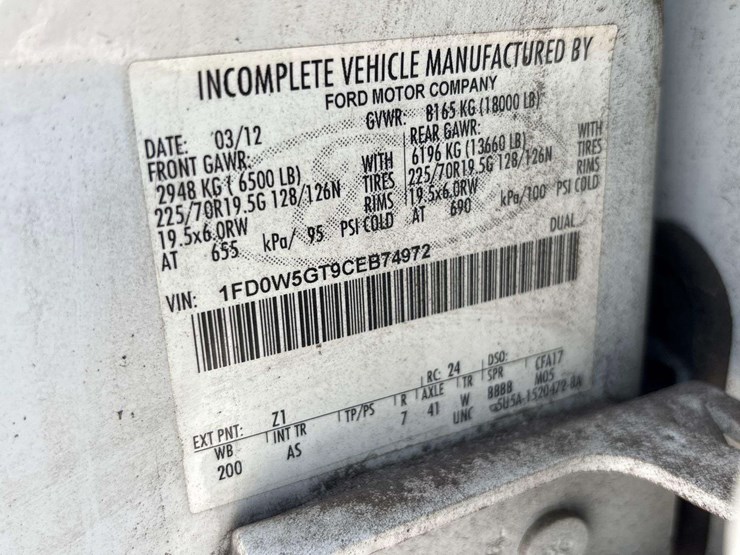 INCOMPLETE VEHICLE MANUFACTURED BY
FORD MOTOR COMPANY
DATE: 03/12 GVWR: 8165 KG (18000 LB)
FRONT GAWR: REAR GAWR:
2948 KG ( 6500 LB) WITH 6196 KG (13660 LB) WITH
225/70R19.5G 128/126N TIRES 225/70R19.5G 128/126N TIRES
19.5x6.0RW RIMS 19.5x6.0RW RIMS
AT 655 kPa/ 95 PSI COLD AT 690 kPa/100 PSI COLD
DUAL
VIN: 1FD0W5GT9CEB74972
EXT PNT: Z1 RC: 24 DSO:
WB INT TR TP/PS R AXLE TR SPR CFA17
200 AS 7 41 W 8888 M05
UNC